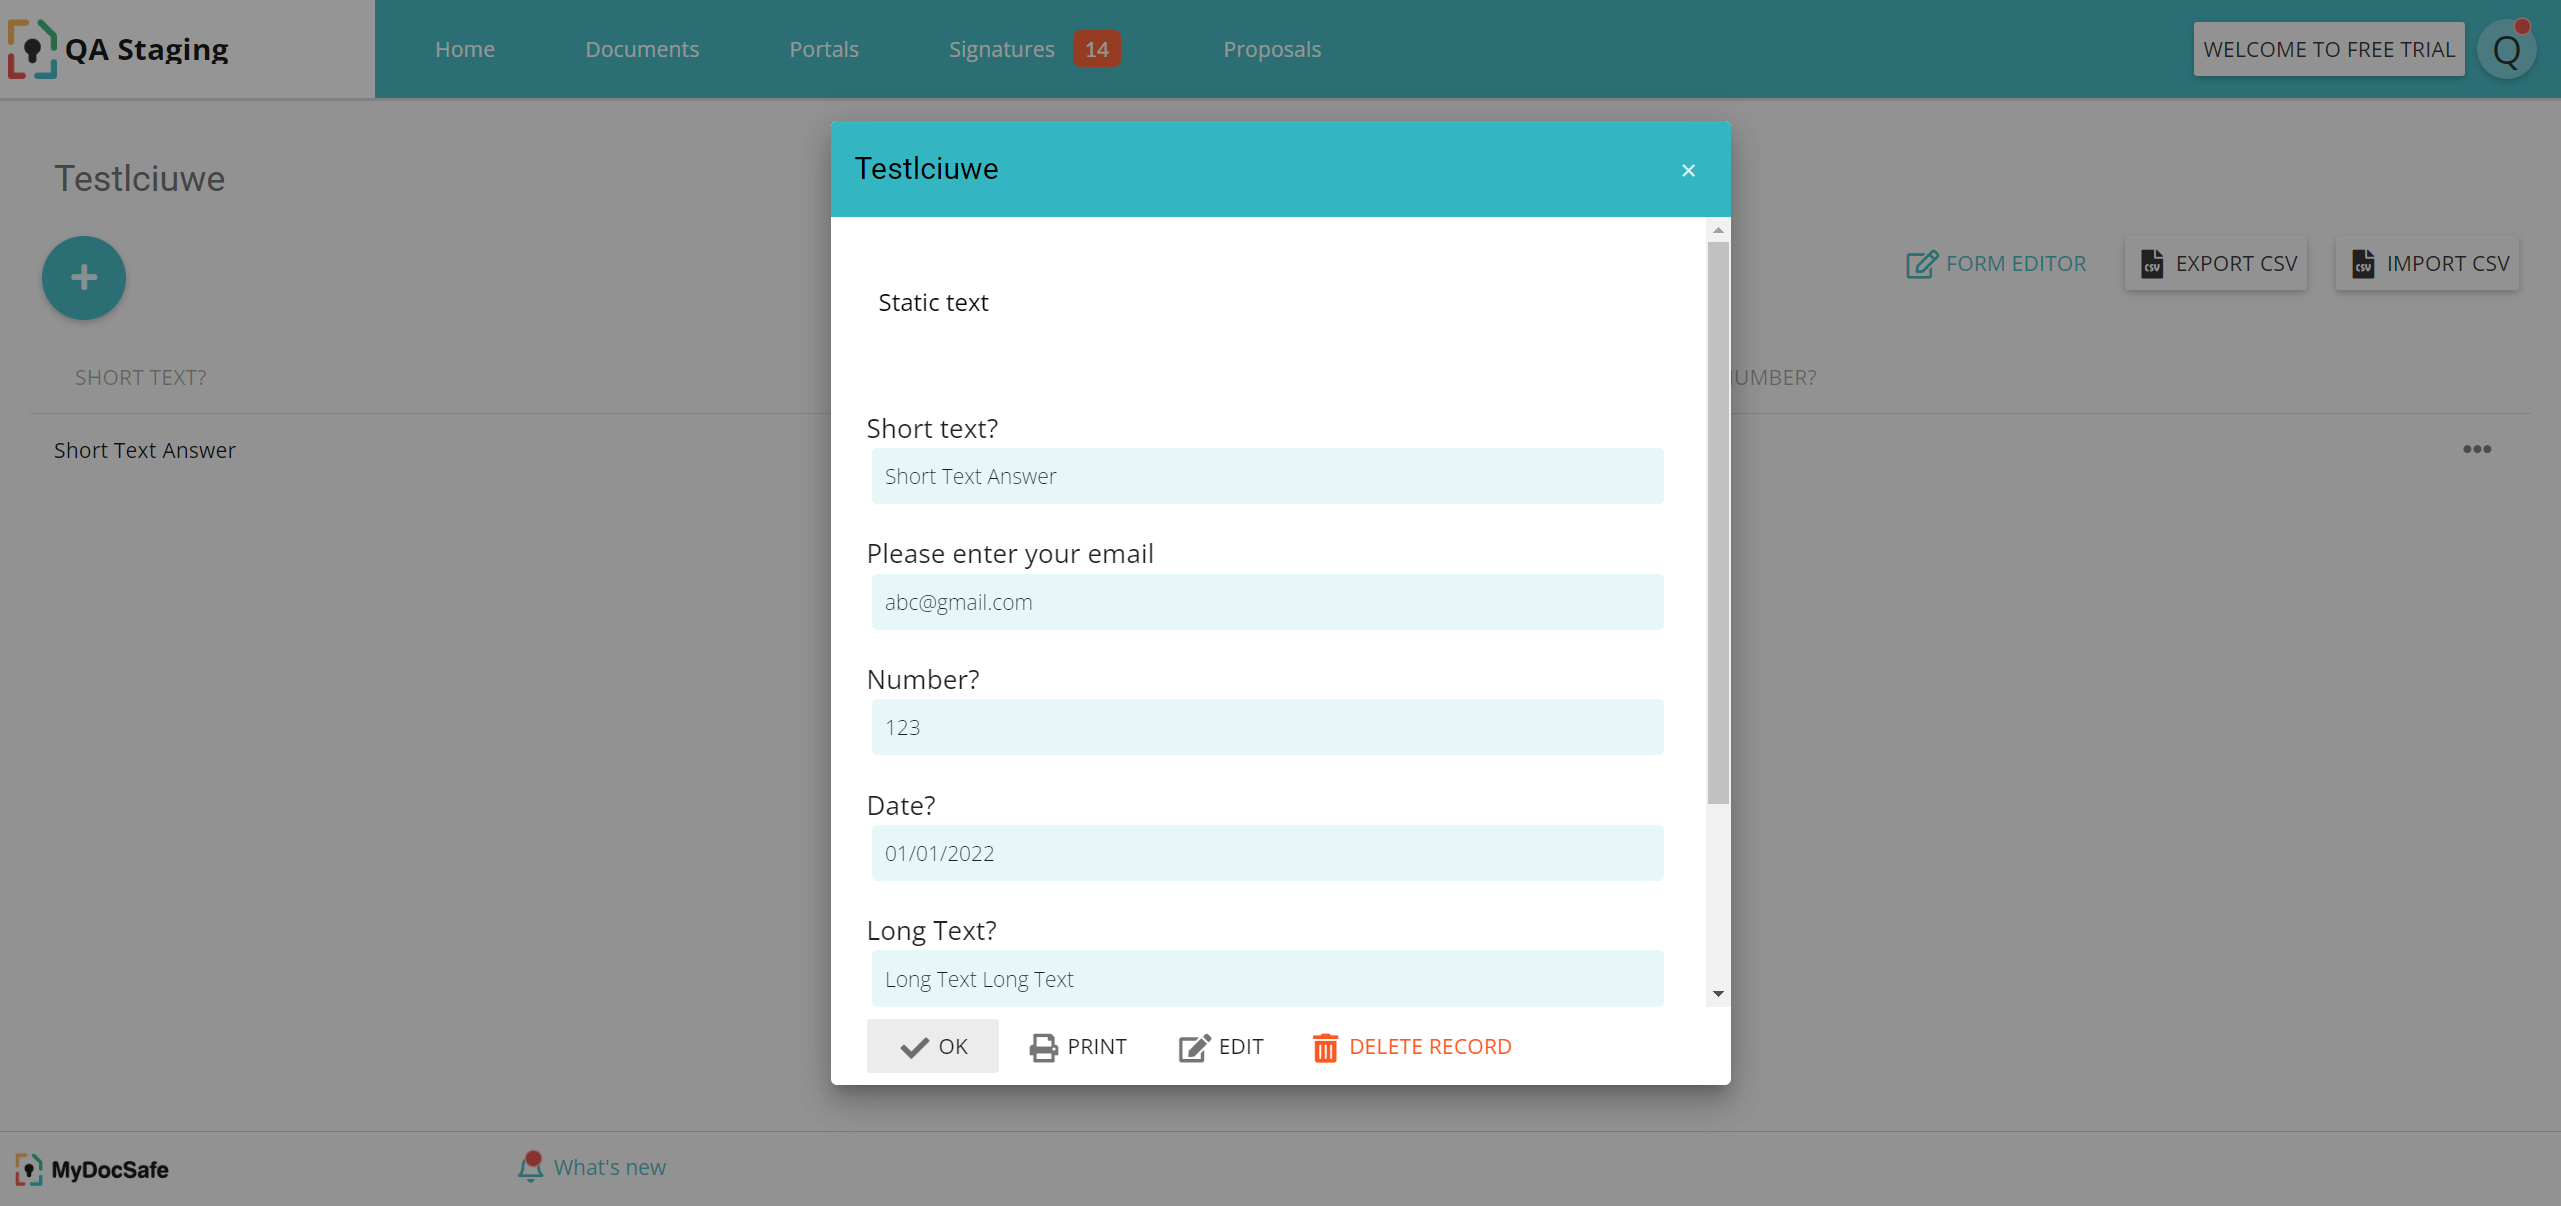 QA Staging
Home
Documents
Portals
Signatures 14
Proposals
WELCOME TO FREE TRIAL
Q
Testlciuwe
FORM EDITOR
CSV EXPORT CSV
CSV IMPORT CSV
SHORT TEXT?
UMBER?
Short Text Answer
Testlciuwe
×
Static text
Short text?
Short Text Answer
Please enter your email
abc@gmail.com
Number?
123
Date?
01/01/2022
Long Text?
Long Text Long Text
OK
PRINT
EDIT
DELETE RECORD
MyDocSafe
What's new